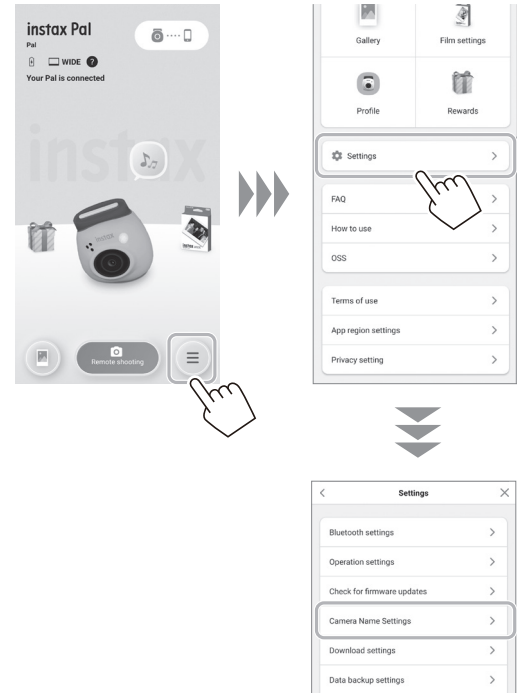 instax Pal
Pal
WIDE ?
Your Pal is connected
instax
Remote shooting
Gallery
Film settings
Profile
Rewards
Settings
FAQ
How to use
OSS
Terms of use
App region settings
Privacy setting
Settings
Bluetooth settings
Operation settings
Check for firmware updates
Camera Name Settings
Download settings
Data backup settings